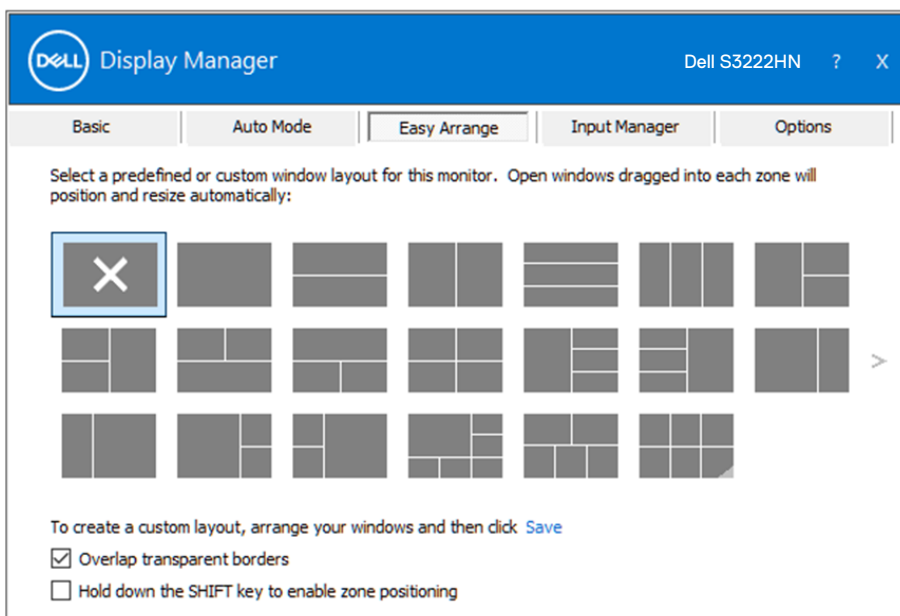 DELL Display Manager
Dell S3222HN ? X
Basic Auto Mode Easy Arrange Input Manager Options
Select a predefined or custom window layout for this monitor. Open windows dragged into each zone will
position and resize automatically:
>
To create a custom layout, arrange your windows and then click Save
Overlap transparent borders
Hold down the SHIFT key to enable zone positioning